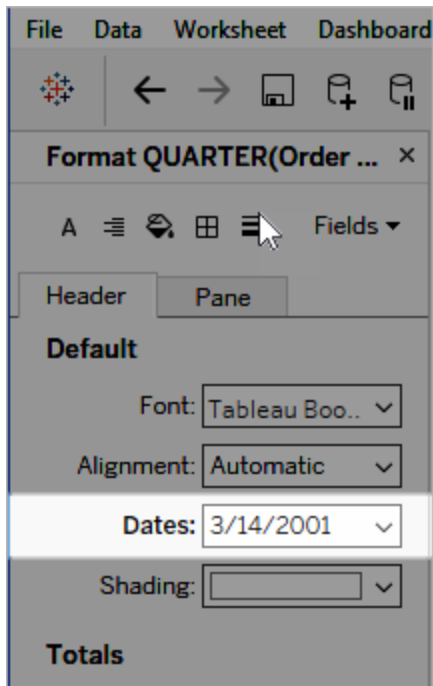 File Data Worksheet Dashboard
Format QUARTER(Order ... ×
A Fields
Header Pane
Default
Font: Tableau Boo..
Alignment: Automatic
Dates: 3/14/2001
Shading:
Totals